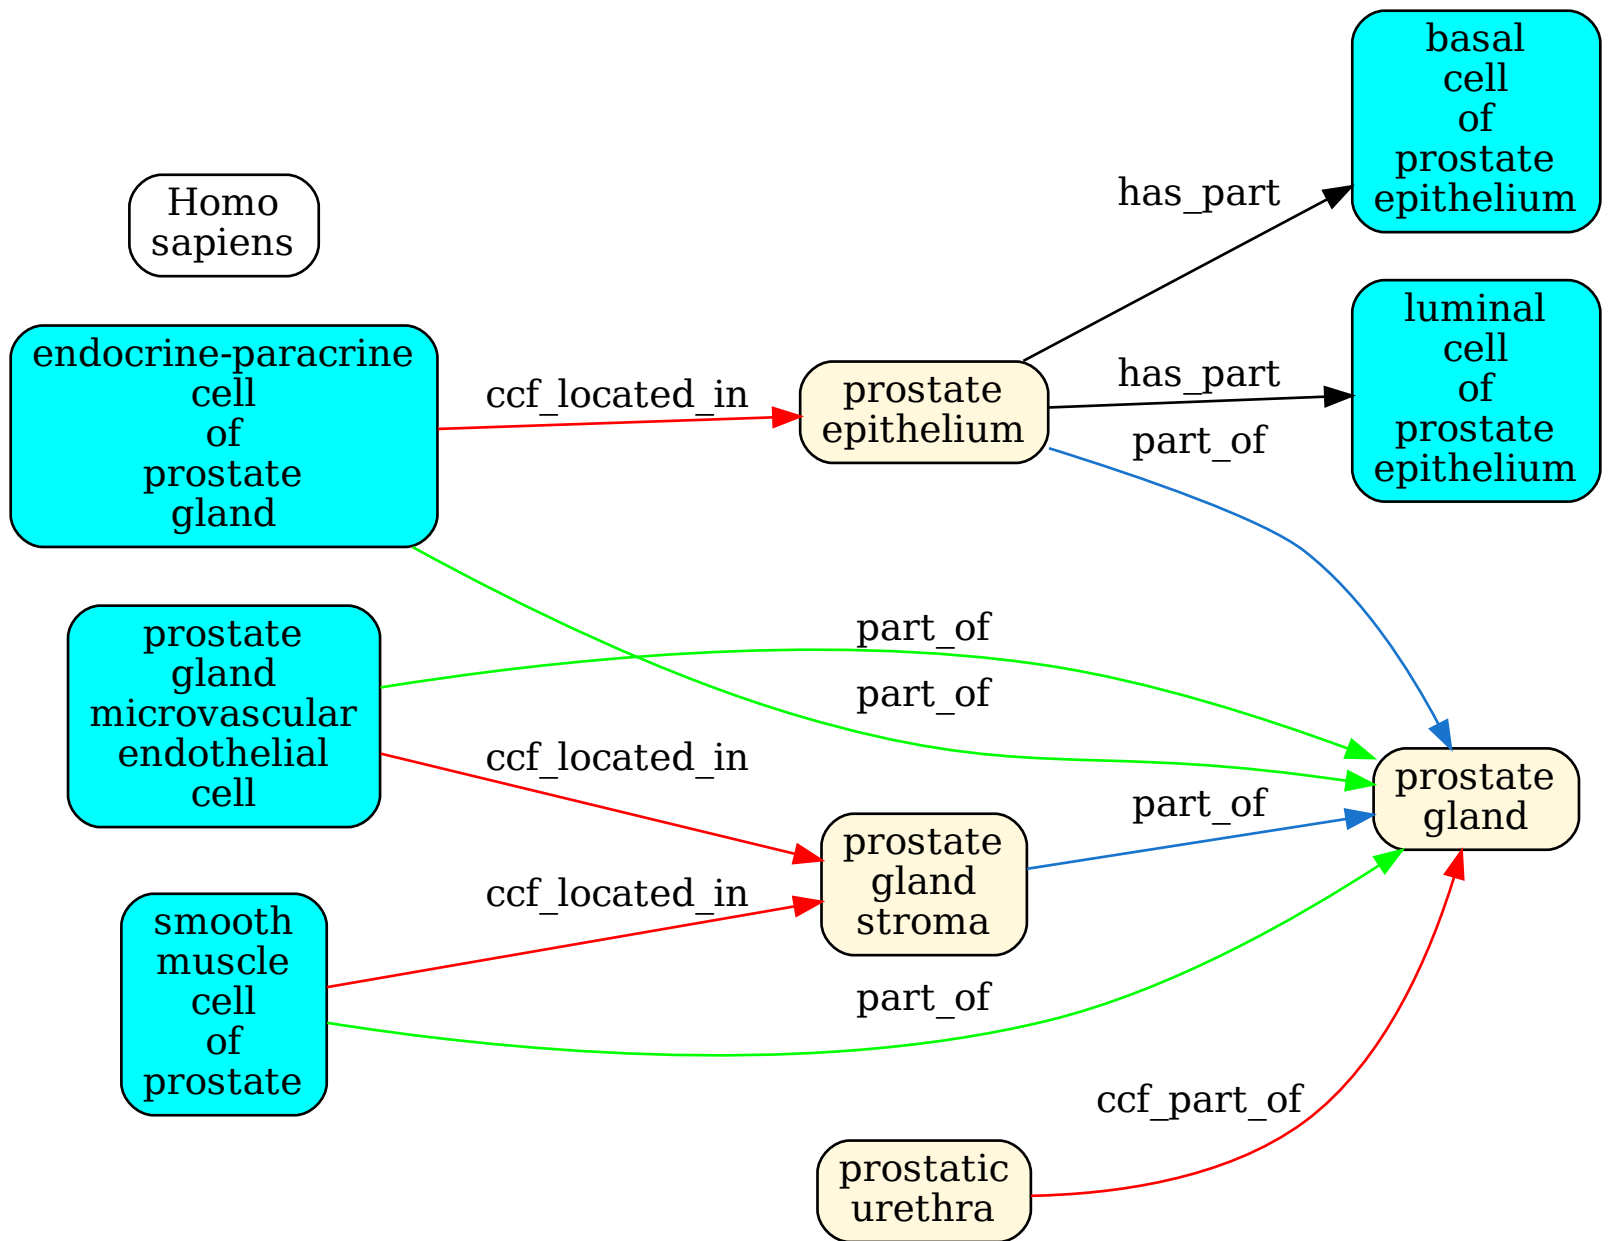 basal
cell
of
prostate
epithelium
has_part
Homo
sapiens
luminal
cell
of
prostate
epithelium
endocrine-paracrine
cell
of
prostate
gland
ccf_located_in
prostate
epithelium
has_part
part_of
prostate
gland
microvascular
endothelial
cell
part_of
part_of
ccf_located_in
prostate
gland
part_of
prostate
gland
stroma
ccf_located_in
smooth
muscle
cell
of
prostate
part_of
ccf_part_of
prostatic
urethra